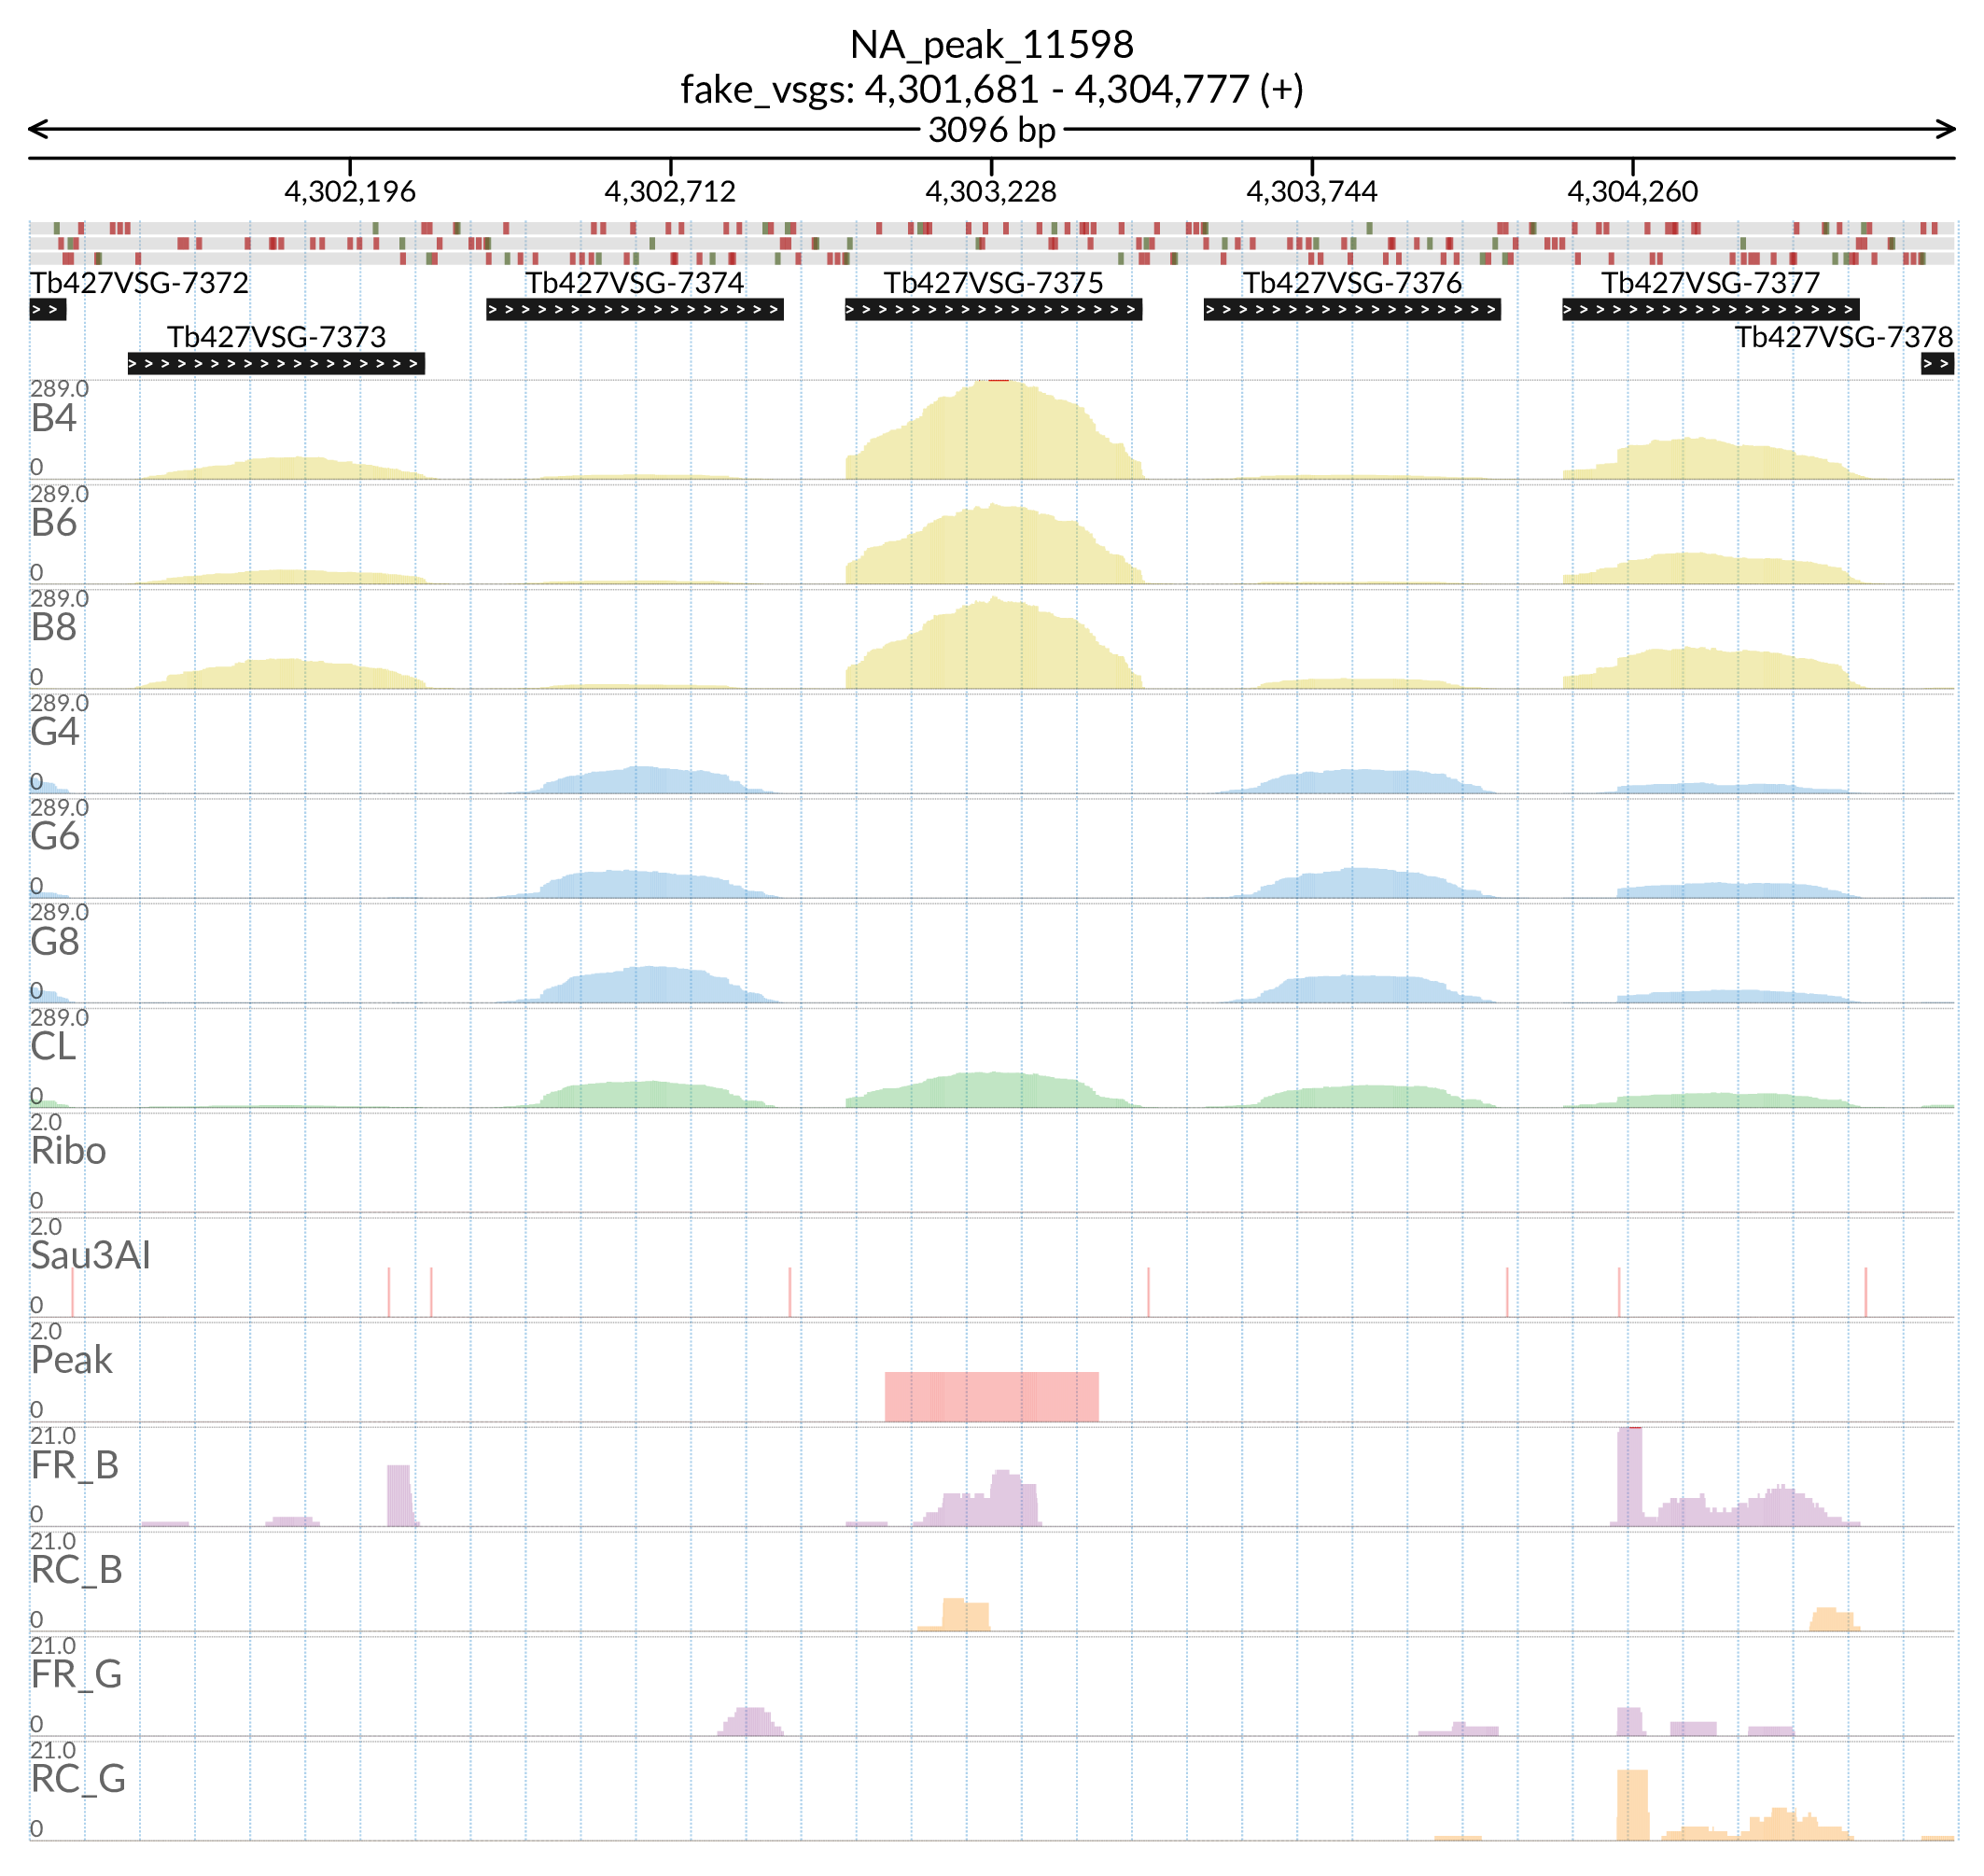 NA_peak_11598
fake_vsgs: 4,301,681 - 4,304,777 (+)
3096 bp
4,302,196 4,302,712 4,303,228 4,303,744 4,304,260
Tb427VSG-7372 Tb427VSG-7374 Tb427VSG-7375 Tb427VSG-7376 Tb427VSG-7377
Tb427VSG-7373 Tb427VSG-7378
289.0
B4
0
289.0
B6
0
289.0
B8
0
289.0
G4
0
289.0
G6
0
289.0
G8
0
289.0
CL
0
2.0
Ribo
0
2.0
Sau3AI
0
2.0
Peak
0
21.0
FR_B
0
21.0
RC_B
0
21.0
FR_G
0
21.0
RC_G
0